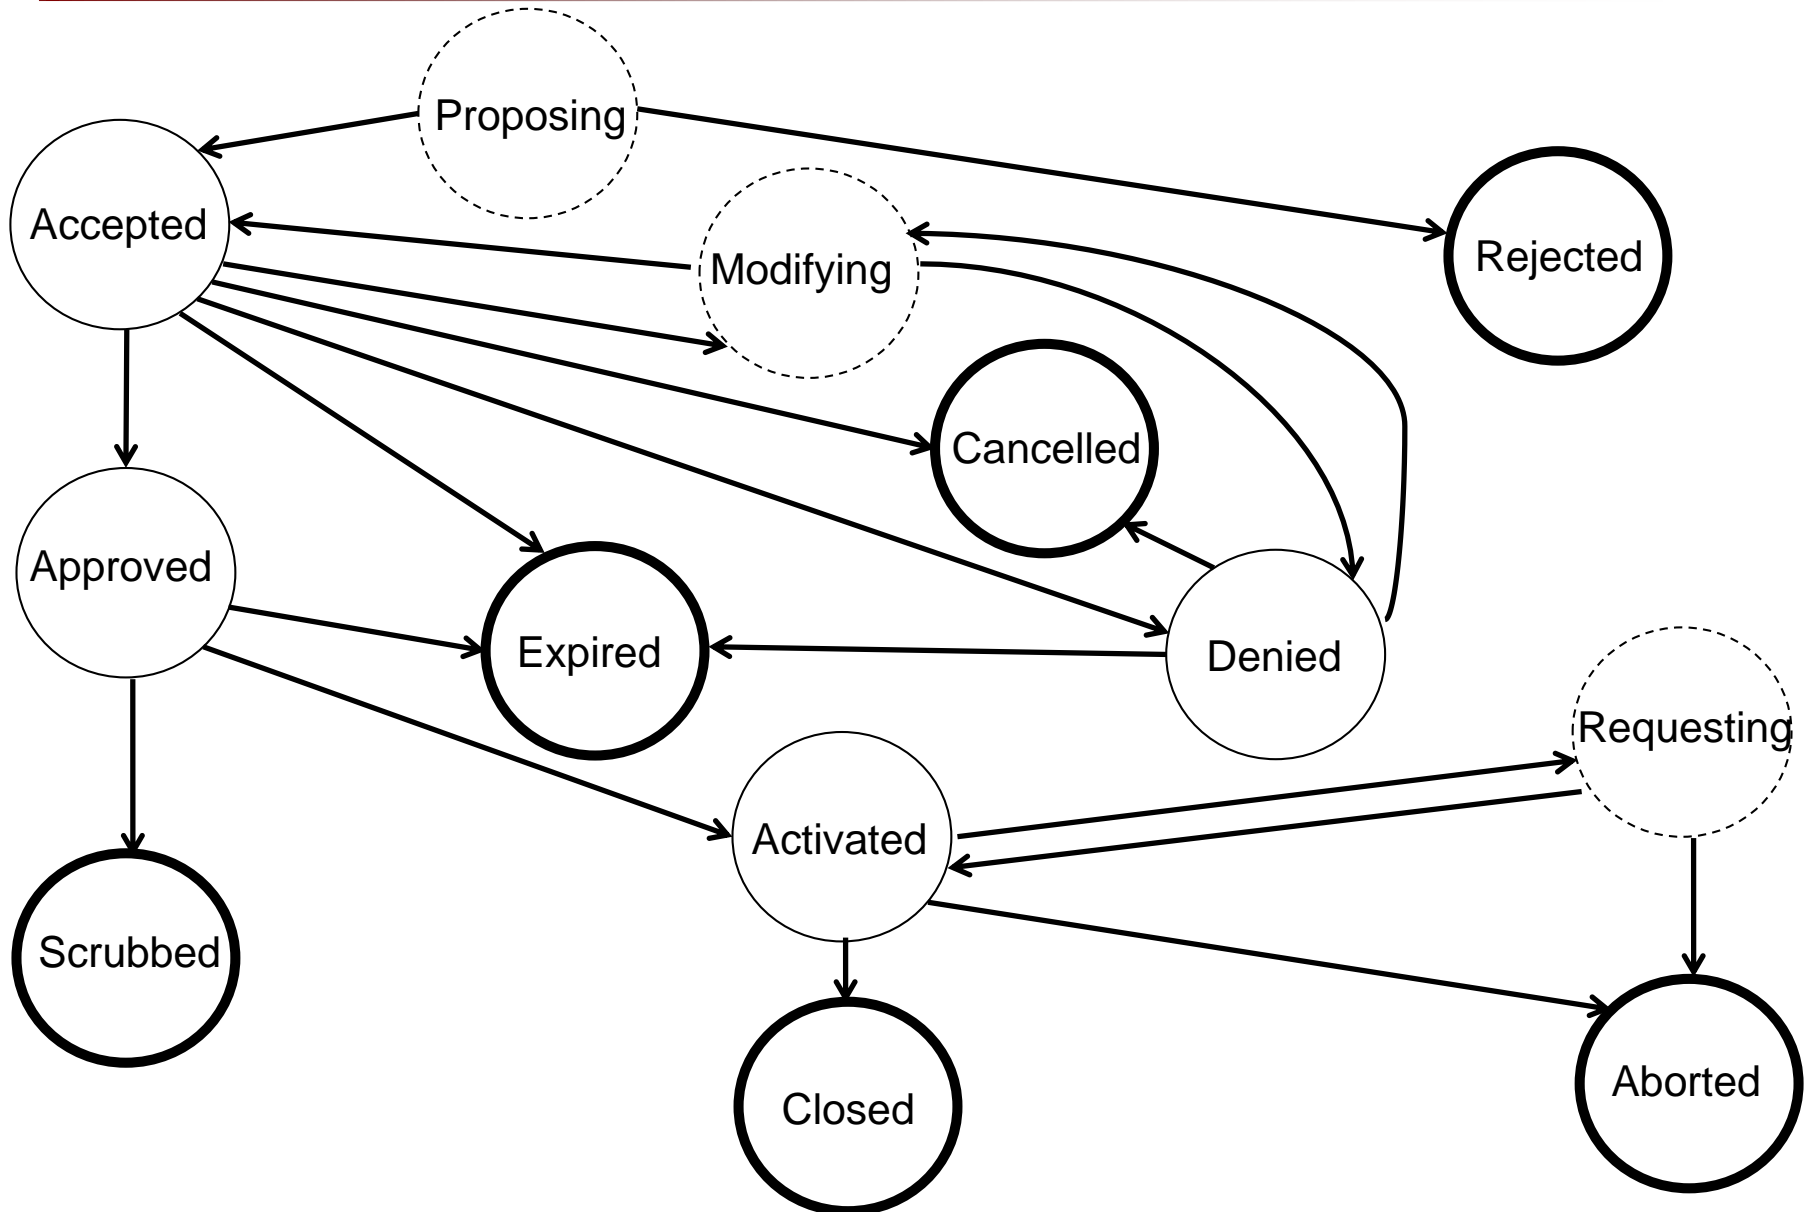 Proposing
Accepted
Modifying
Rejected
Cancelled
Approved
Expired
Denied
Requesting
Activated
Scrubbed
Closed
Aborted